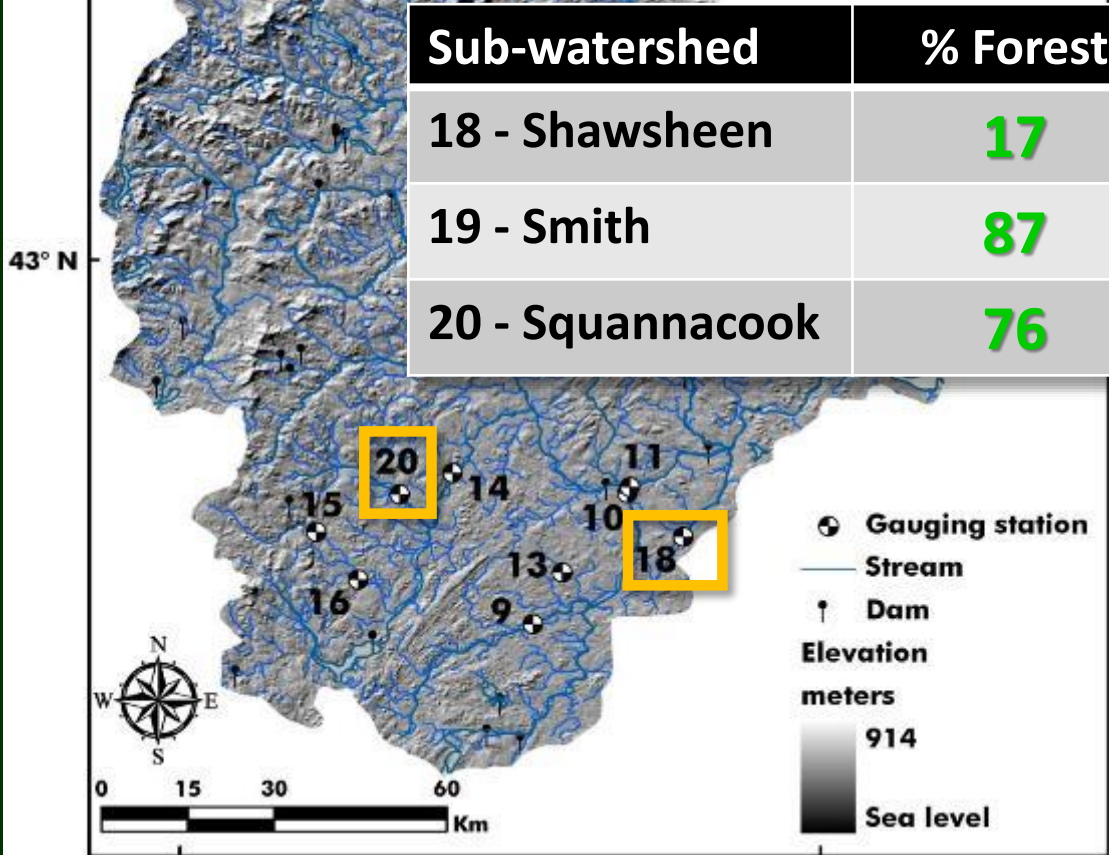 Sub-watershed % Forest
18 - Shawsheen 17
19 - Smith 87
20 - Squannacook 76
43° N
20
11
14
15
10
13
18
16
9
Gauging station
Stream
Dam
Elevation
meters
914
Sea level
N
W E
S
0 15 30 60
Km